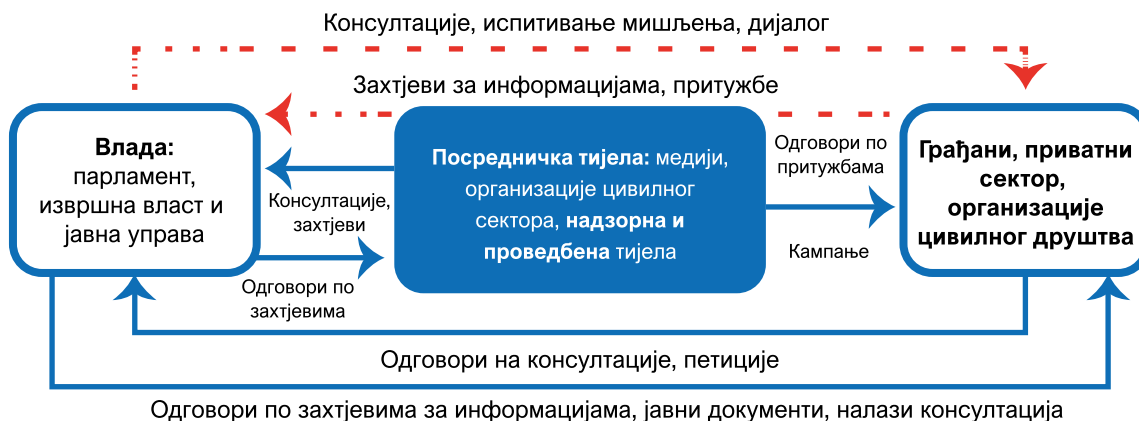 Консултације, испитивање мишљења, дијалог
Захтјеви за информацијама, притужбе
Влада:
парламент,
извршна власт и
јавна управа
Консултације,
захтјеви
Одговори по
захтјевима
Посредничка тијела: медији,
организације цивилног
сектора, надзорна и
проведбена тијела
Одговори по
притужбама
Кампање
Грађани, приватни
сектор,
организације
цивилног друштва
Одговори на консултације, петиције
Одговори по захтјевима за информацијама, јавни документи, налази консултација